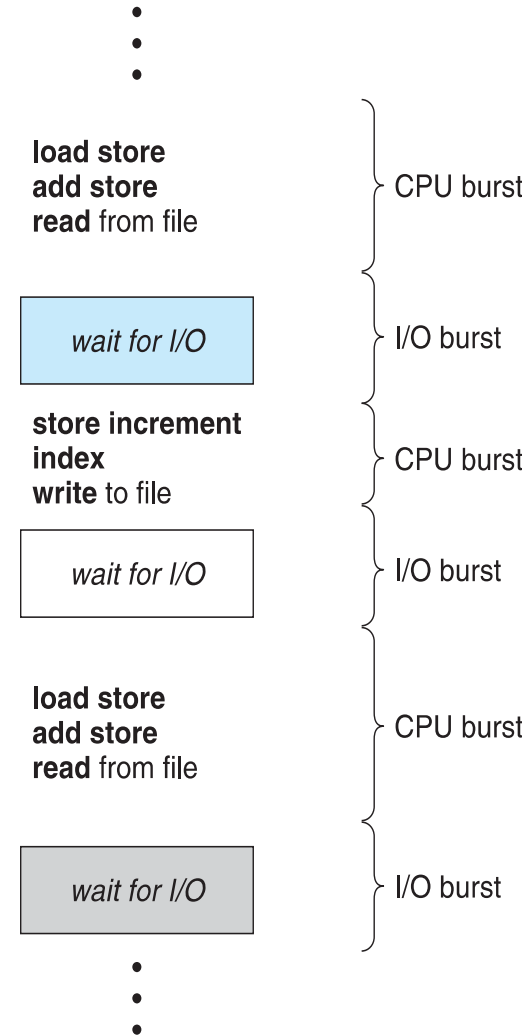 load store
add store
read from file
CPU burst
wait for I/O
I/O burst
store increment
index
write to file
CPU burst
wait for I/O
I/O burst
load store
add store
read from file
CPU burst
wait for I/O
I/O burst